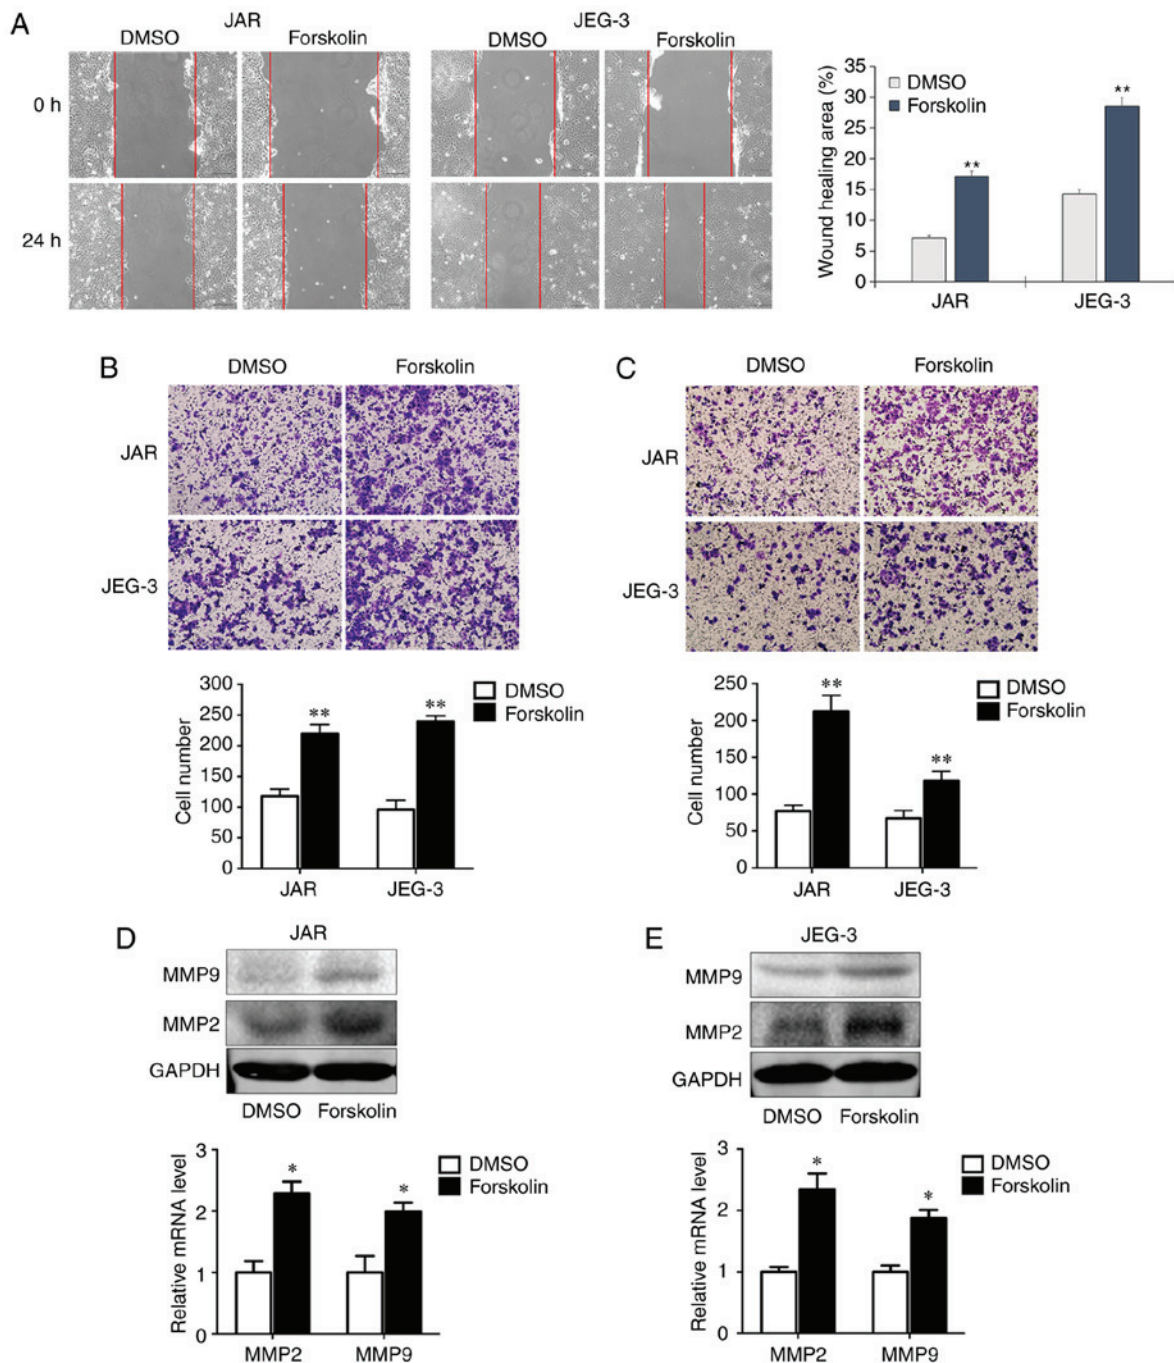 A
JAR
JEG-3
DMSO
Forskolin
DMSO
Forskolin
0 h
24 h
Wound healing area (%)
35
30
25
20
15
10
5
0
DMSO
Forskolin
**
**
JAR
JEG-3
B
DMSO
Forskolin
JAR
JEG-3
Cell number
300
250
200
150
100
50
0
DMSO
Forskolin
**
**
JAR
JEG-3
C
DMSO
Forskolin
JAR
JEG-3
Cell number
250
200
150
100
50
0
DMSO
Forskolin
**
**
JAR
JEG-3
D
JAR
MMP9
MMP2
GAPDH
DMSO
Forskolin
Relative mRNA level
3
2
1
0
DMSO
Forskolin
*
*
MMP2
MMP9
E
JEG-3
MMP9
MMP2
GAPDH
DMSO
Forskolin
Relative mRNA level
3
2
1
0
DMSO
Forskolin
*
*
MMP2
MMP9